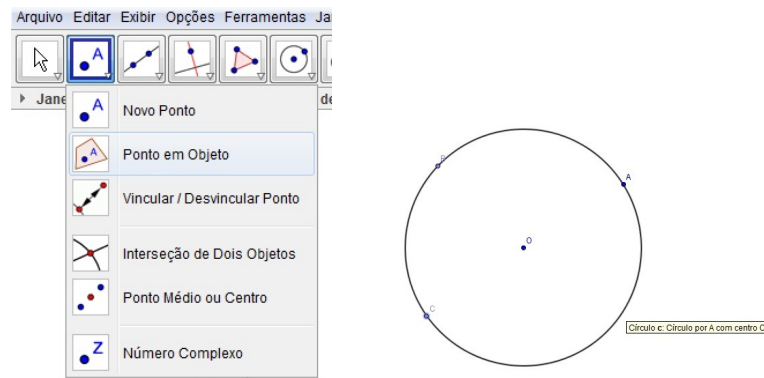 Arquivo Editar Exibir Opções Ferramentas
A
Jane
Novo Ponto
A
Ponto em Objeto
A
Vincular / Desvincular Ponto
Interseção de Dois Objetos
Ponto Médio ou Centro
Número Complexo
Z
A
O
C
Círculo c: Círculo por A com centro